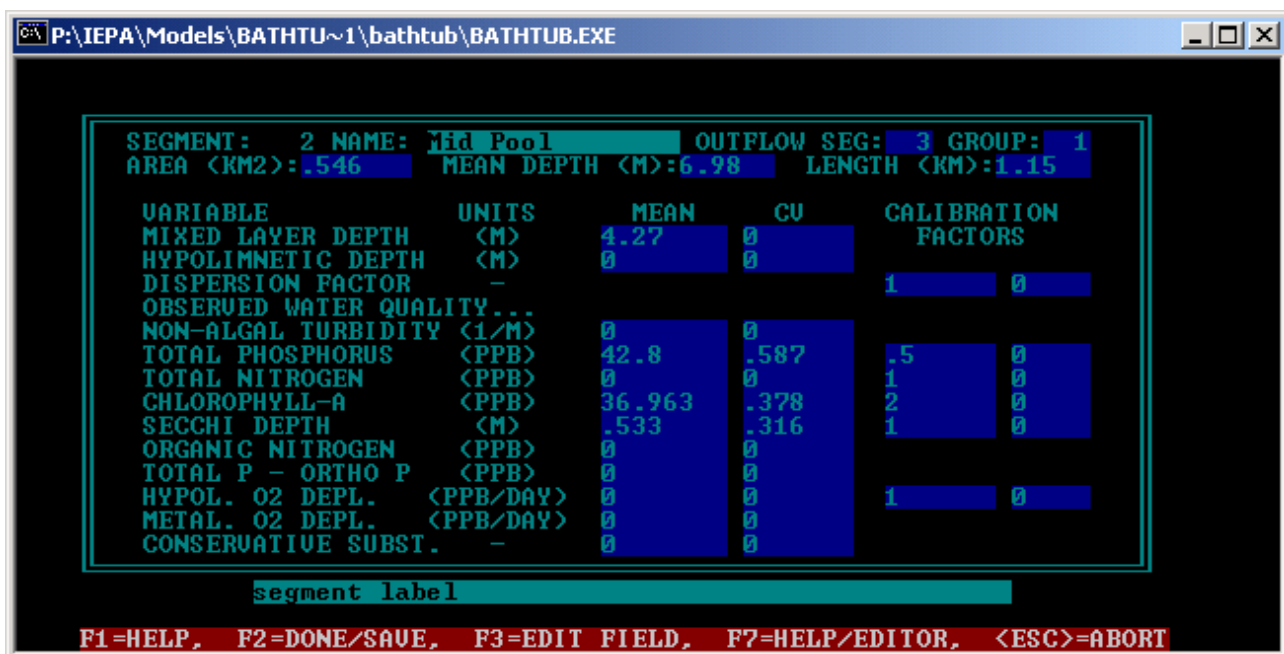 P:\IEPA\Models\BATHTU~1\bathtub\BATHTUB.EXE
SEGMENT: 2 NAME: Mid Pool OUTFLOW SEG: 3 GROUP: 1
AREA (KM2):.546 MEAN DEPTH (M):6.98 LENGTH (KM):1.15
VARIABLE UNITS MEAN CV CALIBRATION
MIXED LAYER DEPTH (M) 4.27 0 FACTORS
HYPOLIMNETIC DEPTH (M) 0 0
DISPERSION FACTOR - 1 0
OBSERVED WATER QUALITY...
NON-ALGAL TURBIDITY (1/M) 0 0
TOTAL PHOSPHORUS (PPB) 42.8 .587 .5 0
TOTAL NITROGEN (PPB) 0 0 1 0
CHLOROPHYLL-A (PPB) 36.963 .378 2 0
SECCHI DEPTH (M) .533 .316 1 0
ORGANIC NITROGEN (PPB) 0 0
TOTAL P - ORTHO P (PPB) 0 0
HYPOL. O2 DEPL. (PPB/DAY) 0 0 1 0
METAL. O2 DEPL. (PPB/DAY) 0 0
CONSERVATIVE SUBST. - 0 0
segment label
F1=HELP, F2=DONE/SAVE, F3=EDIT FIELD, F7=HELP/EDITOR, <ESC>=ABORT